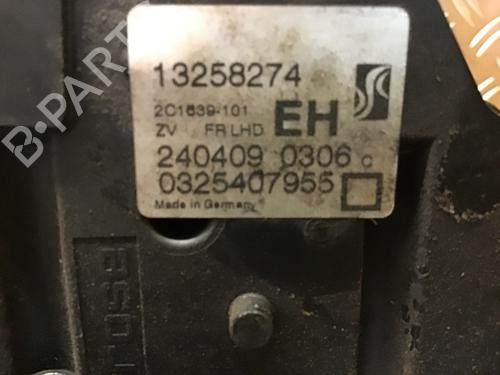 13258274
2C1639-101
ZV FR LHD EH
240409 0306 C
0325407955
Made in Germany
B-PARTS